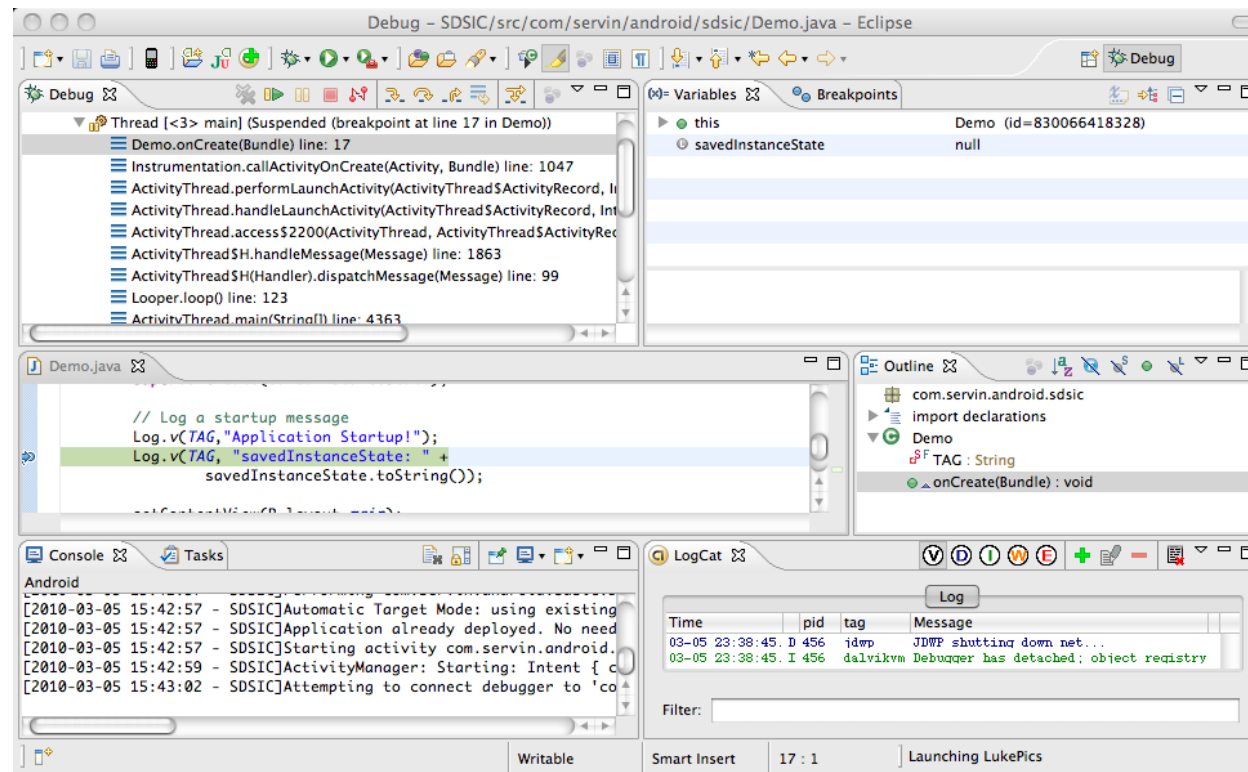 Debug – SDSIC/src/com/servin/android/sdsic/Demo.java – Eclipse
Debug
Debug
Thread [<3> main] (Suspended (breakpoint at line 17 in Demo))
Demo.onCreate(Bundle) line: 17
Instrumentation.callActivityOnCreate(Activity, Bundle) line: 1047
ActivityThread.performLaunchActivity(ActivityThread$ActivityRecord, I
ActivityThread.handleLaunchActivity(ActivityThread$ActivityRecord, Int
ActivityThread.access$2200(ActivityThread, ActivityThread$ActivityRec
ActivityThread$H.handleMessage(Message) line: 1863
ActivityThread$H(Handler).dispatchMessage(Message) line: 99
Looper.loop() line: 123
ActivityThread.main(String[]) line: 4363
(x)= Variables
Breakpoints
this Demo (id=830066418328)
savedInstanceState null
Demo.java
// Log a startup message
Log.v(TAG,"Application Startup!");
Log.v(TAG, "savedInstanceState: " +
savedInstanceState.toString());
setContentView(R.layout.main);
Outline
com.servin.android.sdsic
import declarations
Demo
TAG : String
onCreate(Bundle) : void
Console
Tasks
Android
[2010-03-05 15:42:57 - SDSIC]Automatic Target Mode: using existing
[2010-03-05 15:42:57 - SDSIC]Application already deployed. No need
[2010-03-05 15:42:57 - SDSIC]Starting activity com.servin.android.
[2010-03-05 15:42:59 - SDSIC]ActivityManager: Starting: Intent { c
[2010-03-05 15:43:02 - SDSIC]Attempting to connect debugger to 'co
LogCat
V D I W E
Log
Time pid tag Message
03-05 23:38:45. D 456 jdwp JDWP shutting down net...
03-05 23:38:45. I 456 dalvikvm Debugger has detached; object registry
Filter:
Writable
Smart Insert
17 : 1
Launching LukePics